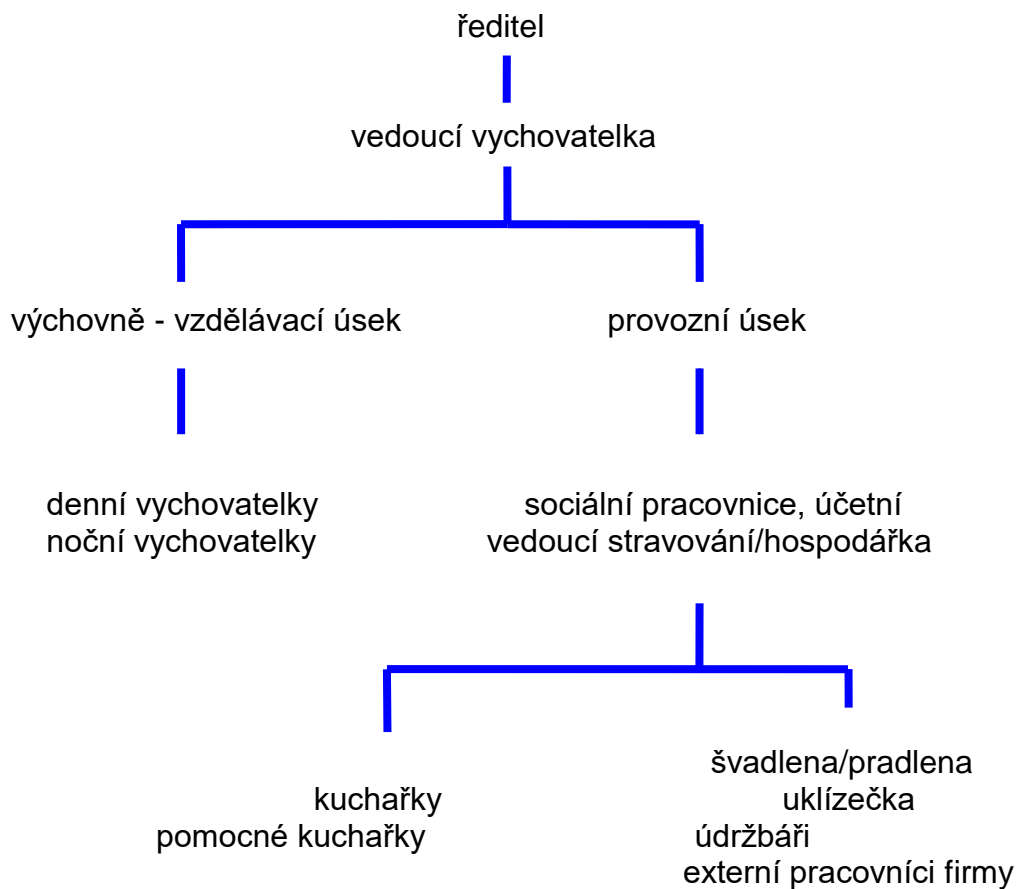 ředitel
vedoucí vychovatelka
výchovně - vzdělávací úsek
provozní úsek
denní vychovatelky
noční vychovatelky
sociální pracovnice, účetní
vedoucí stravování/hospodářka
kuchařky
pomocné kuchařky
švadlena/pradlena
uklízečka
údržbáři
externí pracovníci firmy